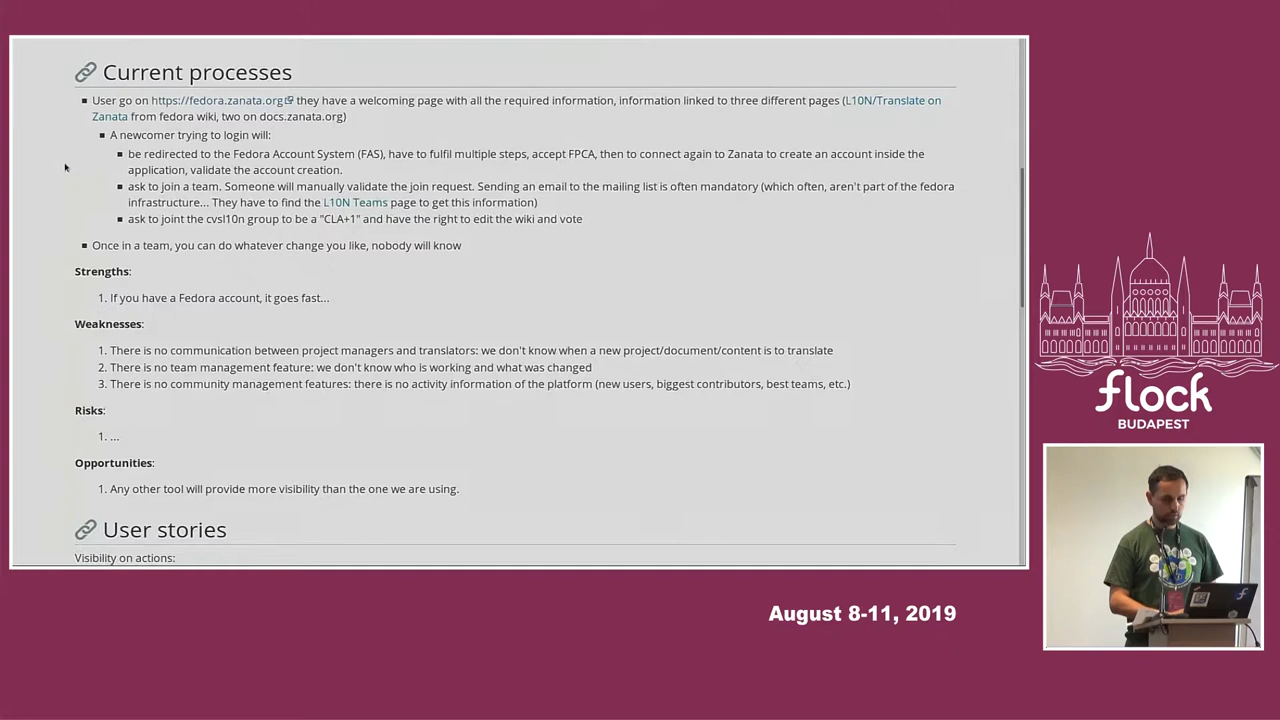 Current processes
User go on https://fedora.zanata.org they have a welcoming page with all the required information, information linked to three different pages (L10N/Translate on
Zanata from fedora wiki, two on docs.zanata.org)
A newcomer trying to login will:
be redirected to the Fedora Account System (FAS), have to fulfil multiple steps, accept FPCA, then to connect again to Zanata to create an account inside the
application, validate the account creation.
ask to join a team. Someone will manually validate the join request. Sending an email to the mailing list is often mandatory (which often, aren't part of the fedora
infrastructure... They have to find the L10N Teams page to get this information)
ask to joint the cvsl10n group to be a "CLA+1" and have the right to edit the wiki and vote
Once in a team, you can do whatever change you like, nobody will know
Strengths:
1. If you have a Fedora account, it goes fast...
Weaknesses:
1. There is no communication between project managers and translators: we don't know when a new project/document/content is to translate
2. There is no team management feature: we don't know who is working and what was changed
3. There is no community management features: there is no activity information of the platform (new users, biggest contributors, best teams, etc.)
Risks:
1. ...
Opportunities:
1. Any other tool will provide more visibility than the one we are using.
User stories
Visibility on actions:
flock
BUDAPEST
August 8-11, 2019